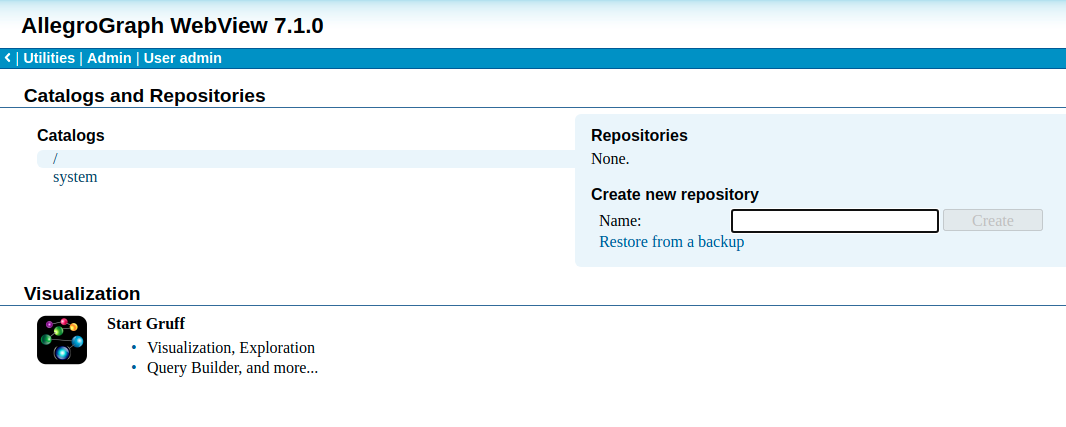 AllegroGraph WebView 7.1.0
| Utilities | Admin | User admin
Catalogs and Repositories
Catalogs
/
system
Repositories
None.
Create new repository
Name: Create
Restore from a backup
Visualization
Start Gruff
• Visualization, Exploration
• Query Builder, and more...